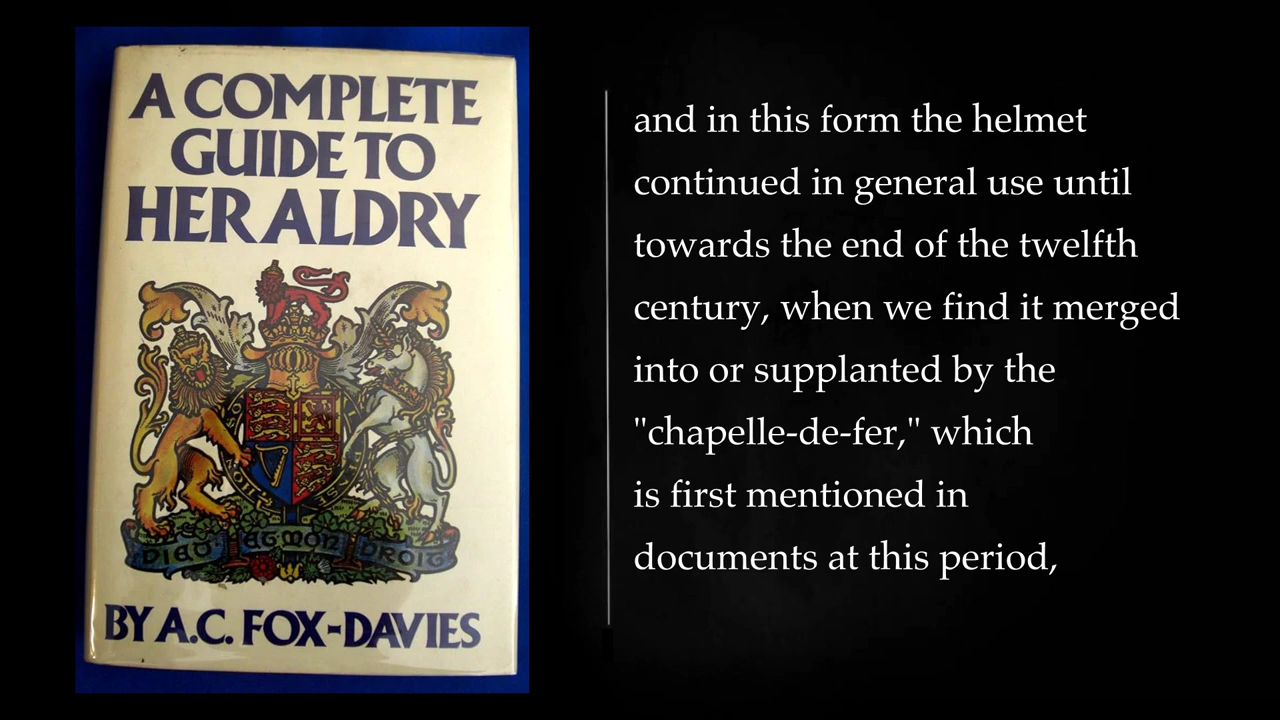 A COMPLETE
GUIDE TO
HERALDRY
DIEU ET MON DROIT
BY A.C. FOX-DAVIES
and in this form the helmet
continued in general use until
towards the end of the twelfth
century, when we find it merged
into or supplanted by the
"chapelle-de-fer," which
is first mentioned in
documents at this period,